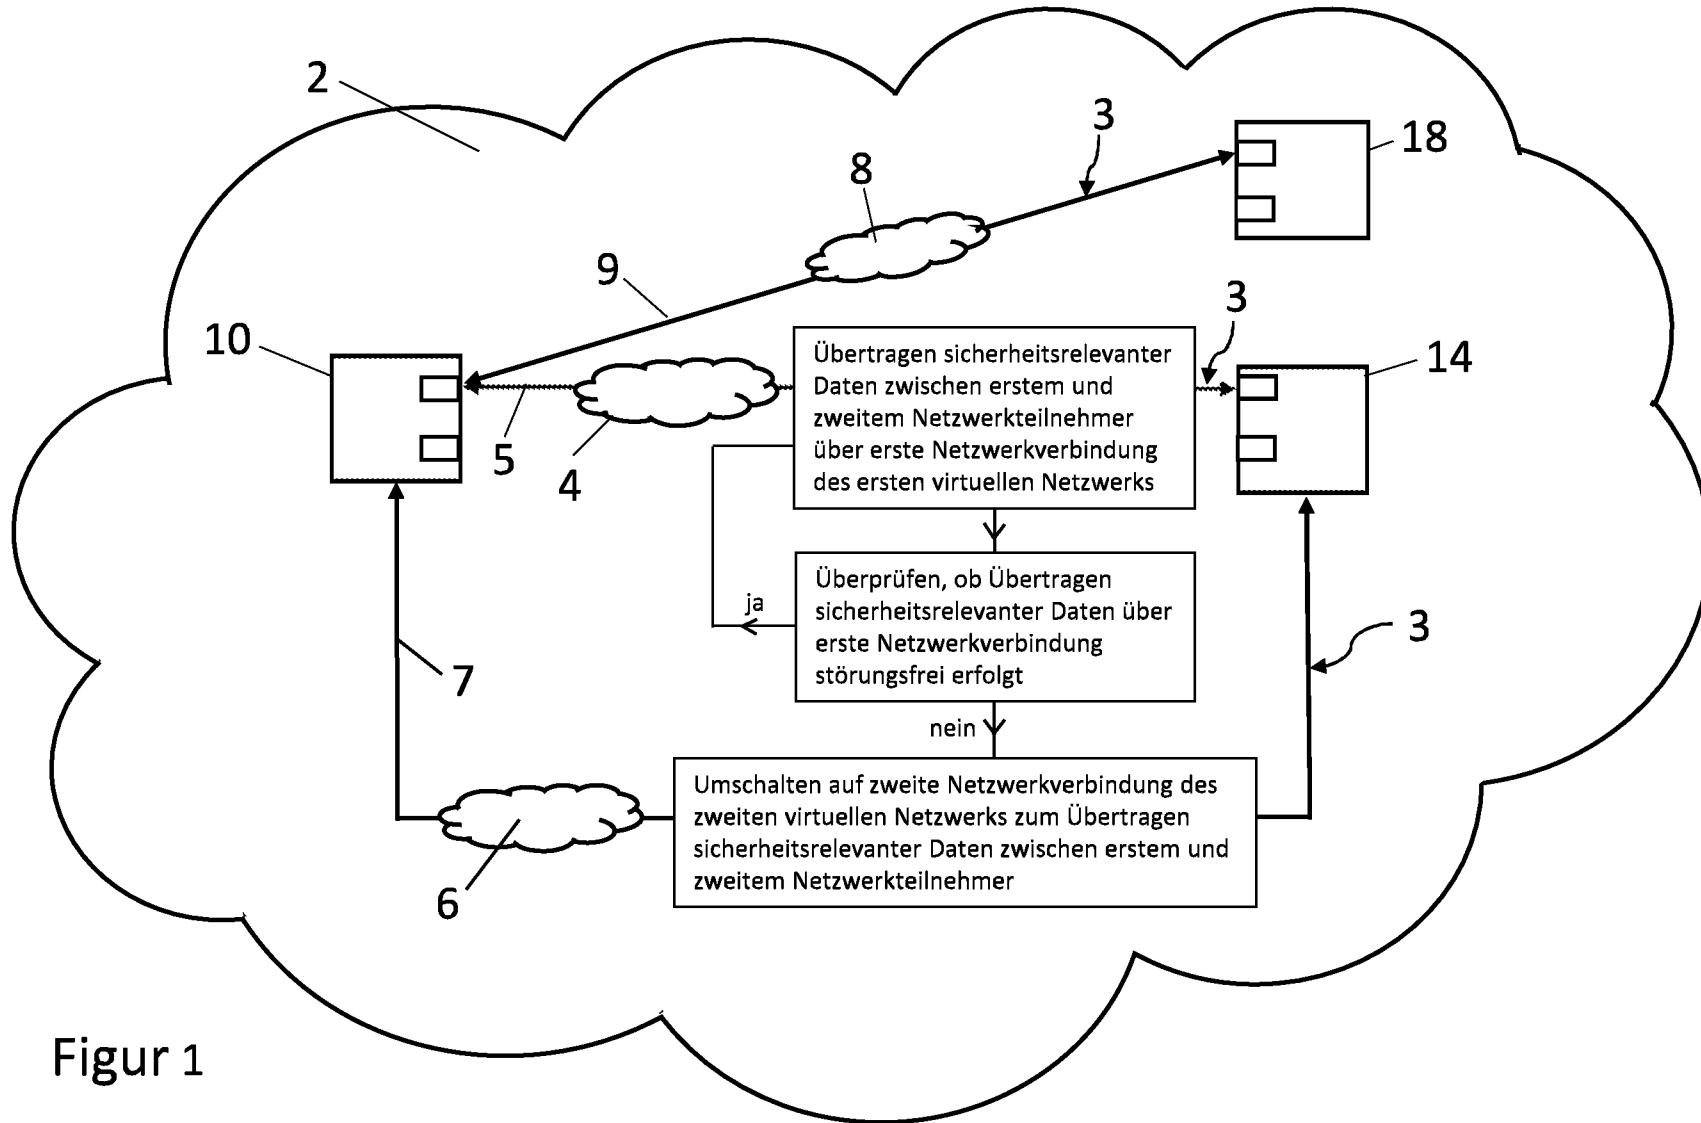 2
3
18
8
9
3
10
14
Übertragen sicherheitsrelevanter
Daten zwischen erstem und
zweitem Netzwerkteilnehmer
über erste Netzwerkverbindung
des ersten virtuellen Netzwerks
5
4
Überprüfen, ob Übertragen
sicherheitsrelevanter Daten über
erste Netzwerkverbindung
störungsfrei erfolgt
ja
3
7
nein
Umschalten auf zweite Netzwerkverbindung des
zweiten virtuellen Netzwerks zum Übertragen
sicherheitsrelevanter Daten zwischen erstem und
zweitem Netzwerkteilnehmer
6
Figur 1